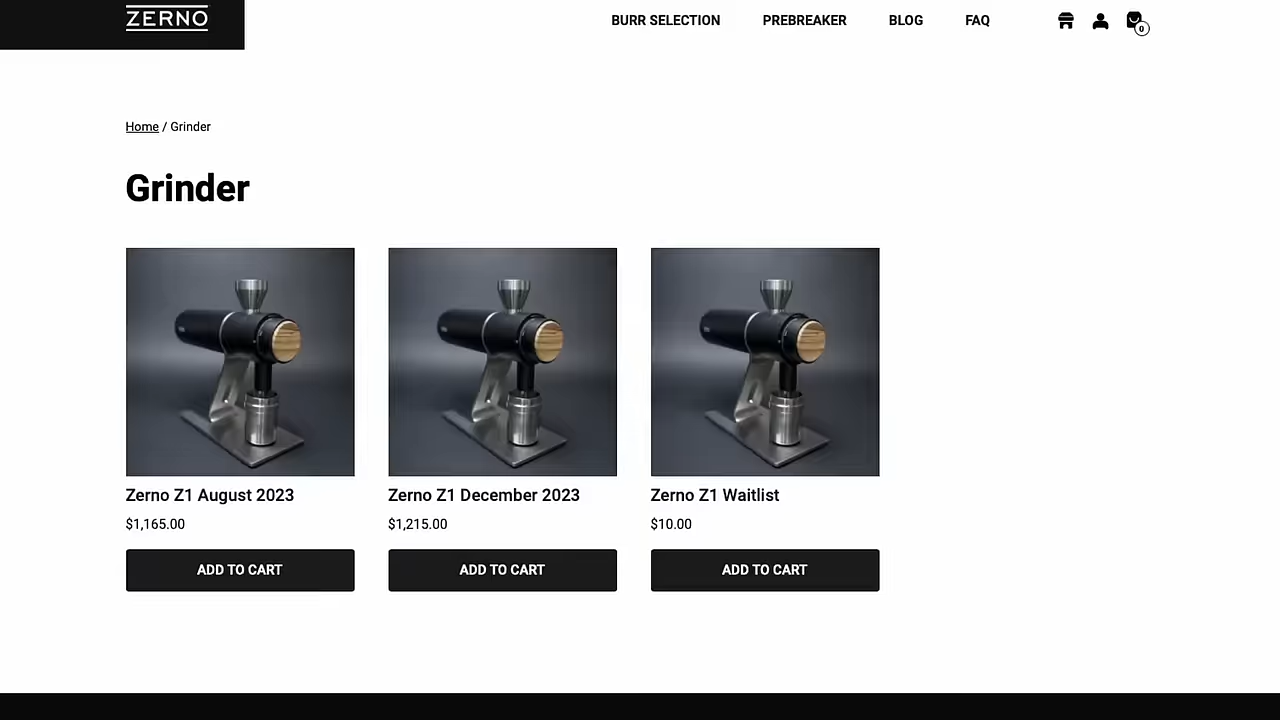 ZERNO
BURR SELECTION PREBREAKER BLOG FAQ
0
Home / Grinder
Grinder
Zerno Z1 August 2023
$1,165.00
ADD TO CART
Zerno Z1 December 2023
$1,215.00
ADD TO CART
Zerno Z1 Waitlist
$10.00
ADD TO CART